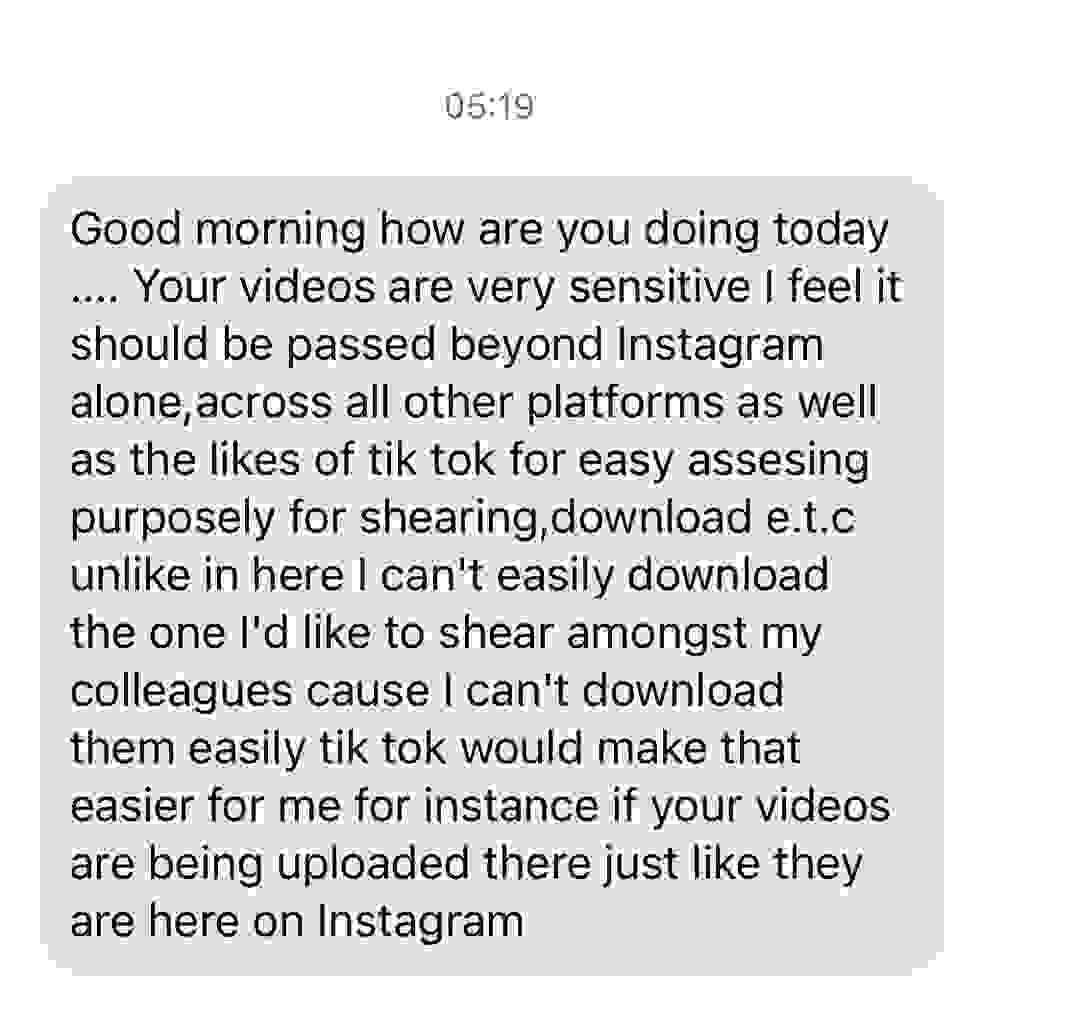 05:19
Good morning how are you doing today
.... Your videos are very sensitive I feel it
should be passed beyond Instagram
alone,across all other platforms as well
as the likes of tik tok for easy assesing
purposely for shearing,download e.t.c
unlike in here I can't easily download
the one I'd like to shear amongst my
colleagues cause I can't download
them easily tik tok would make that
easier for me for instance if your videos
are being uploaded there just like they
are here on Instagram